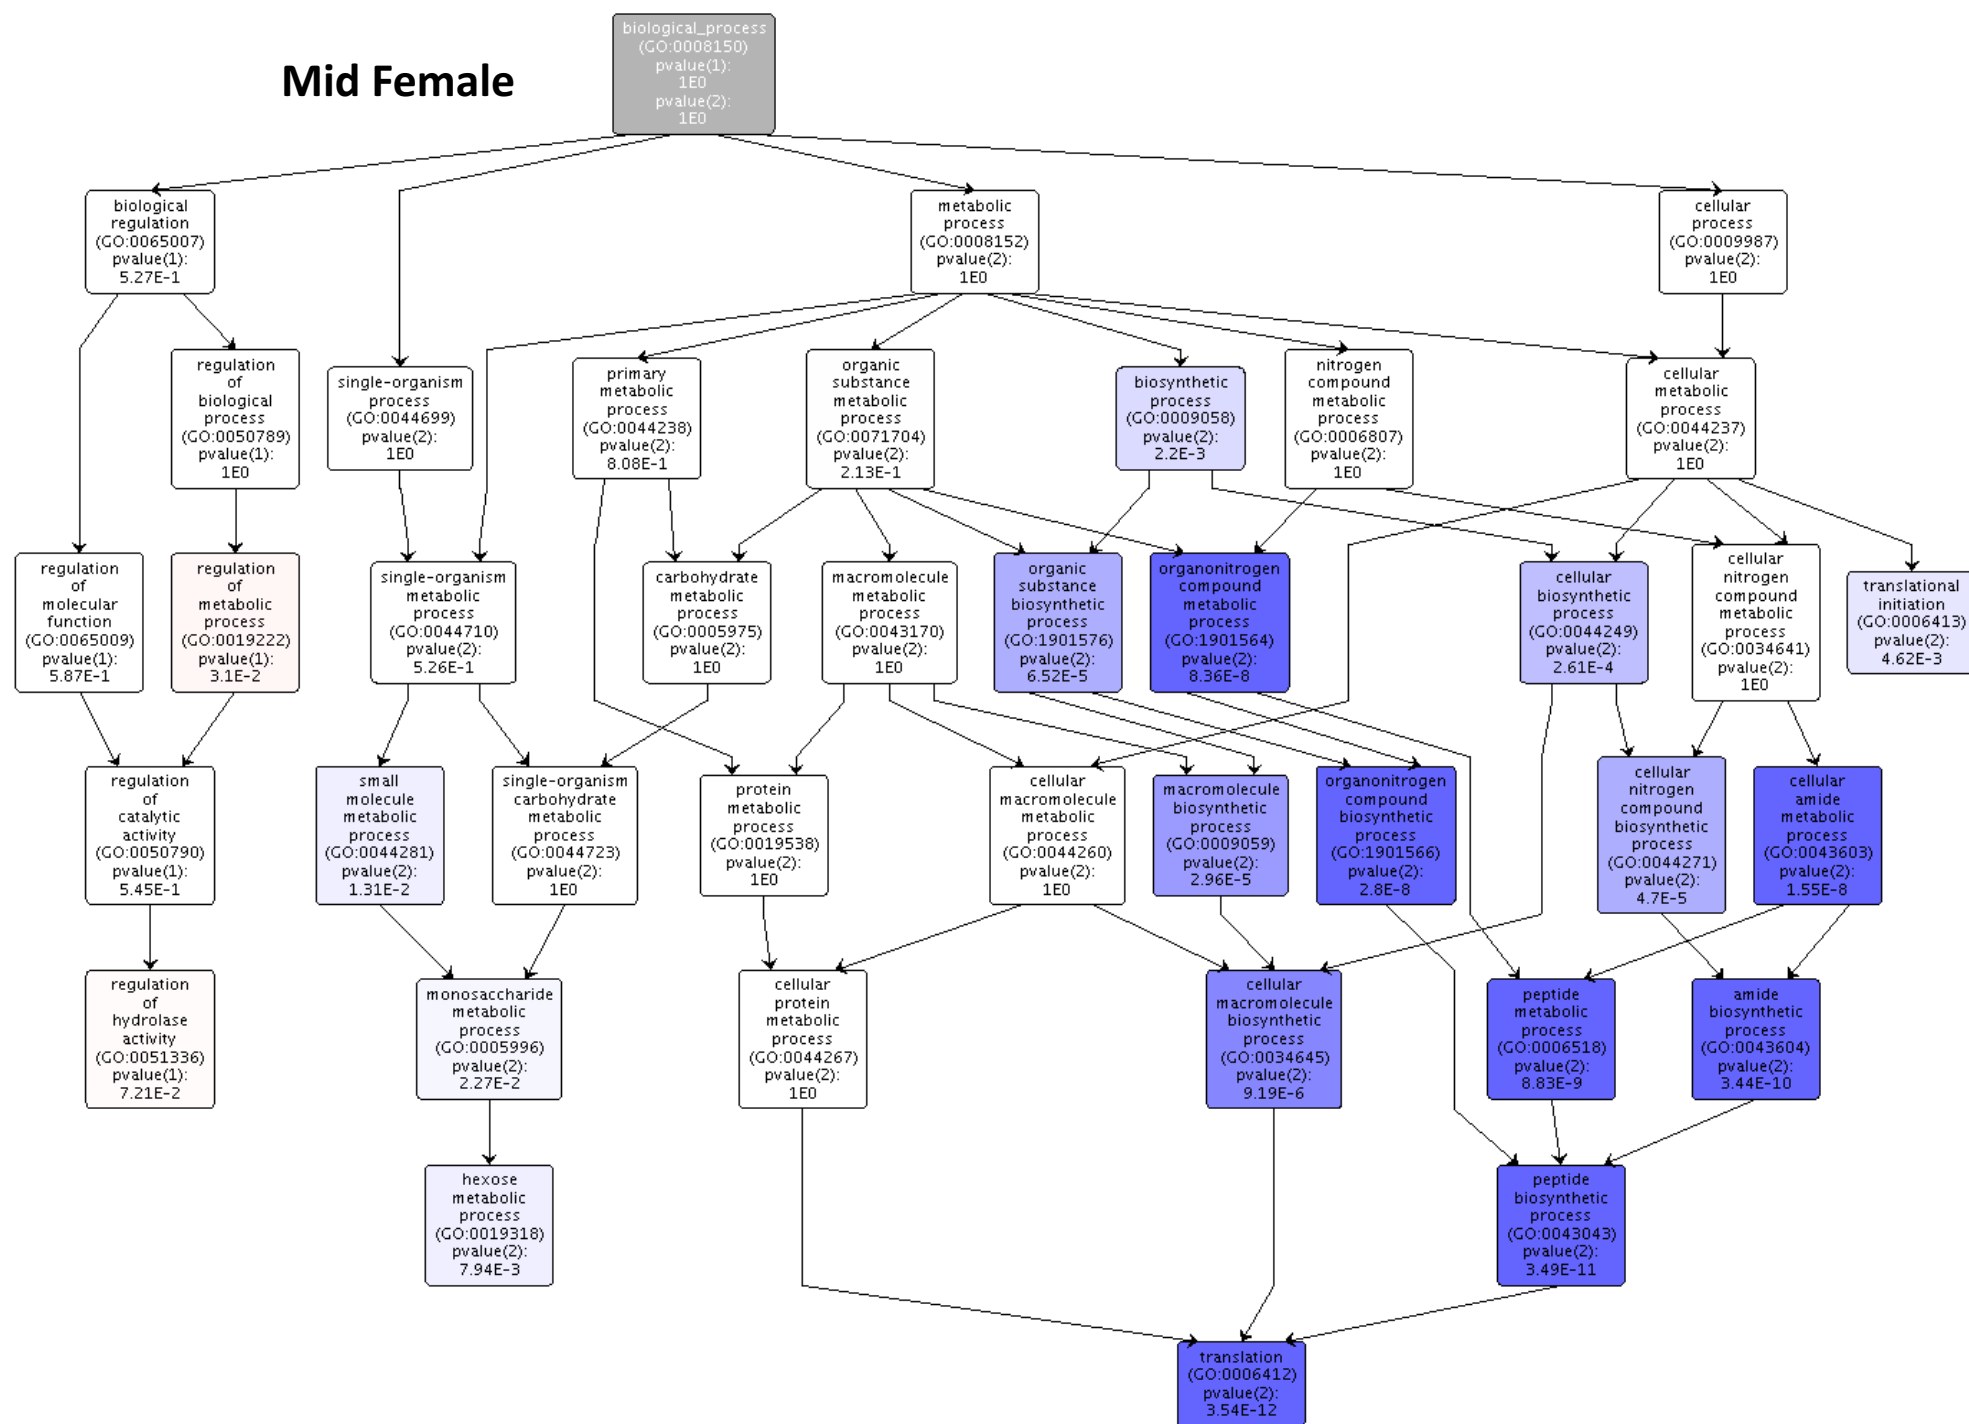 Mid Female
biological_process
(GO:0008150)
pvalue(1):
1E0
pvalue(2):
1E0
biological
regulation
(GO:0065007)
pvalue(1):
5.27E-1
metabolic
process
(GO:0008152)
pvalue(2):
1E0
cellular
process
(GO:0009987)
pvalue(2):
1E0
regulation
of
biological
process
(GO:0050789)
pvalue(1):
1E0
single-organism
process
(GO:0044699)
pvalue(2):
1E0
primary
metabolic
process
(GO:0044238)
pvalue(2):
8.08E-1
organic
substance
metabolic
process
(GO:0071704)
pvalue(2):
2.13E-1
biosynthetic
process
(GO:0009058)
pvalue(2):
2.2E-3
nitrogen
compound
metabolic
process
(GO:0006807)
pvalue(2):
1E0
cellular
metabolic
process
(GO:0044237)
pvalue(2):
1E0
regulation
of
molecular
function
(GO:0065009)
pvalue(1):
5.87E-1
regulation
of
metabolic
process
(GO:0019222)
pvalue(1):
3.1E-2
single-organism
metabolic
process
(GO:0044710)
pvalue(2):
5.26E-1
carbohydrate
metabolic
process
(GO:0005975)
pvalue(2):
1E0
macromolecule
metabolic
process
(GO:0043170)
pvalue(2):
1E0
organic
substance
biosynthetic
process
(GO:1901576)
pvalue(2):
6.52E-5
organonitrogen
compound
metabolic
process
(GO:1901564)
pvalue(2):
8.36E-8
cellular
biosynthetic
process
(GO:0044249)
pvalue(2):
2.61E-4
cellular
nitrogen
compound
metabolic
process
(GO:0034641)
pvalue(2):
1E0
translational
initiation
(GO:0006413)
pvalue(2):
4.62E-3
regulation
of
catalytic
activity
(GO:0050790)
pvalue(1):
5.45E-1
small
molecule
metabolic
process
(GO:0044281)
pvalue(2):
1.31E-2
single-organism
carbohydrate
metabolic
process
(GO:0044723)
pvalue(2):
1E0
protein
metabolic
process
(GO:0019538)
pvalue(2):
1E0
cellular
macromolecule
metabolic
process
(GO:0044260)
pvalue(2):
1E0
macromolecule
biosynthetic
process
(GO:0009059)
pvalue(2):
2.96E-5
organonitrogen
compound
biosynthetic
process
(GO:1901566)
pvalue(2):
2.8E-8
cellular
nitrogen
compound
biosynthetic
process
(GO:0044271)
pvalue(2):
4.7E-5
cellular
amide
metabolic
process
(GO:0043603)
pvalue(2):
1.55E-8
regulation
of
hydrolase
activity
(GO:0051336)
pvalue(1):
7.21E-2
monosaccharide
metabolic
process
(GO:0005996)
pvalue(2):
2.27E-2
cellular
protein
metabolic
process
(GO:0044267)
pvalue(2):
1E0
cellular
macromolecule
biosynthetic
process
(GO:0034645)
pvalue(2):
9.19E-6
peptide
metabolic
process
(GO:0006518)
pvalue(2):
8.83E-9
amide
biosynthetic
process
(GO:0043604)
pvalue(2):
3.44E-10
hexose
metabolic
process
(GO:0019318)
pvalue(2):
7.94E-3
peptide
biosynthetic
process
(GO:0043043)
pvalue(2):
3.49E-11
translation
(GO:0006412)
pvalue(2):
3.54E-12